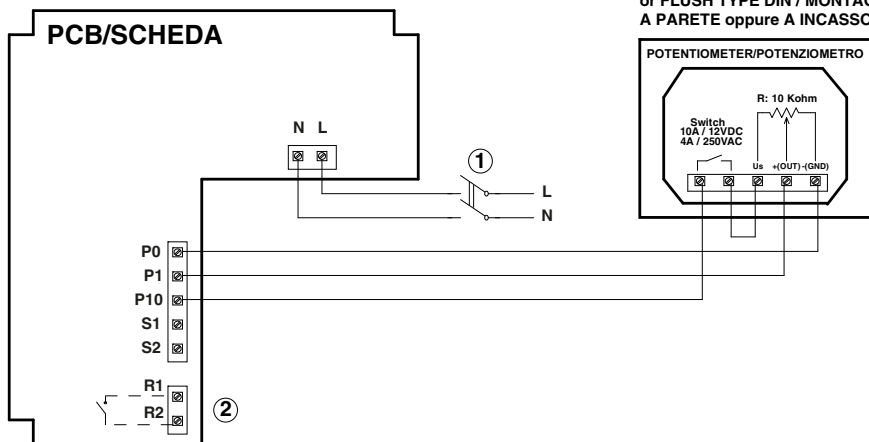 or FLUSH TYPE DIN / MONTAG
A PARETE oppure A INCASSO
PCB/SCHEDA
POTENTIOMETER/POTENZIOMETRO
R: 10 Kohm
Switch
10A / 12VDC
4A / 250VAC
Us +(OUT) -(GND)
N L
1
L
N
P0
P1
P10
S1
S2
R1
R2
2